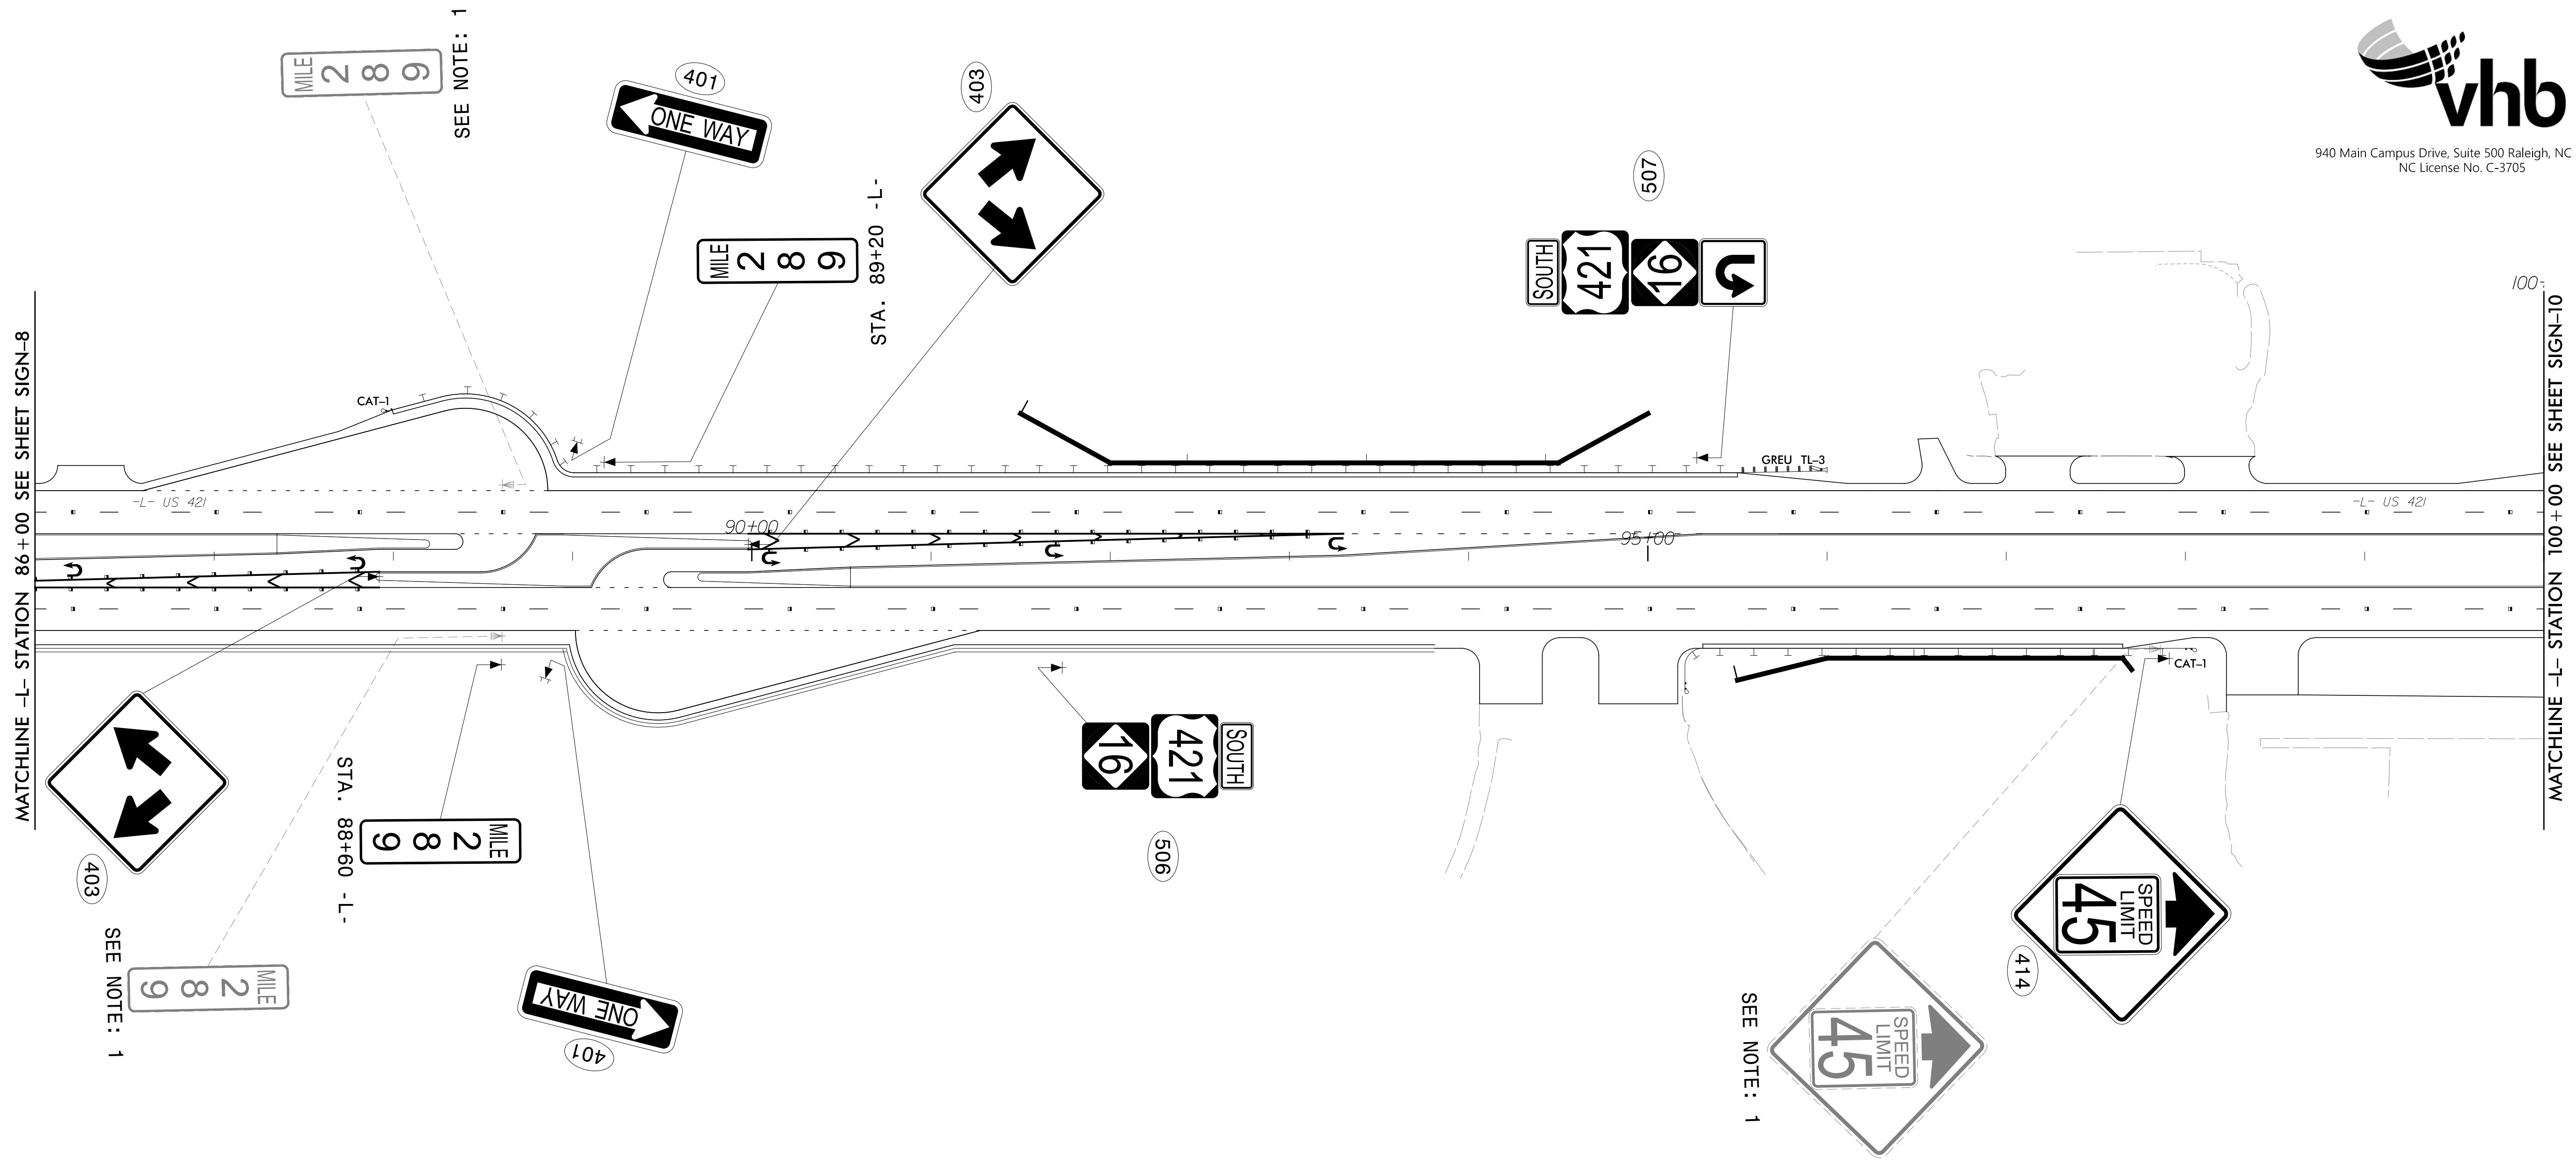 MILE
2
8
9
SEE NOTE: 1
401
ONE WAY
MILE
2
8
9
STA. 89+20 -L-
403
507
SOUTH
421
16
vhb
940 Main Campus Drive, Suite 500 Raleigh, NC
NC License No. C-3705
100
MATCHLINE -L- STATION 86+00 SEE SHEET SIGN-8
MATCHLINE -L- STATION 100+00 SEE SHEET SIGN-10
CAT-1
GREU TL-3
-L- US 421
-L- US 421
90+00
95+00
CAT-1
403
SEE NOTE: 1
MILE
2
8
9
STA. 88+60 -L-
MILE
2
8
9
ONE WAY
401
16
421
SOUTH
506
SEE NOTE: 1
SPEED
LIMIT
45
SPEED
LIMIT
45
414